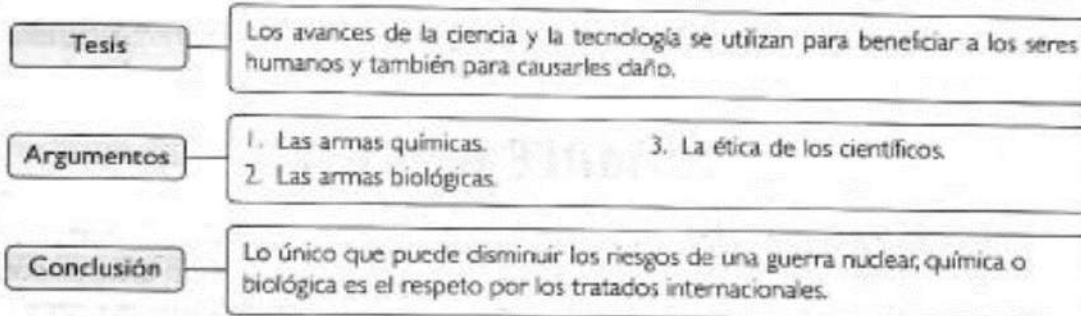 Tesis
Los avances de la ciencia y la tecnología se utilizan para beneficiar a los seres
humanos y también para causarles daño.
Argumentos
1. Las armas químicas.
2. Las armas biológicas.
3. La ética de los científicos.
Conclusión
Lo único que puede disminuir los riesgos de una guerra nuclear, química o
biológica es el respeto por los tratados internacionales.